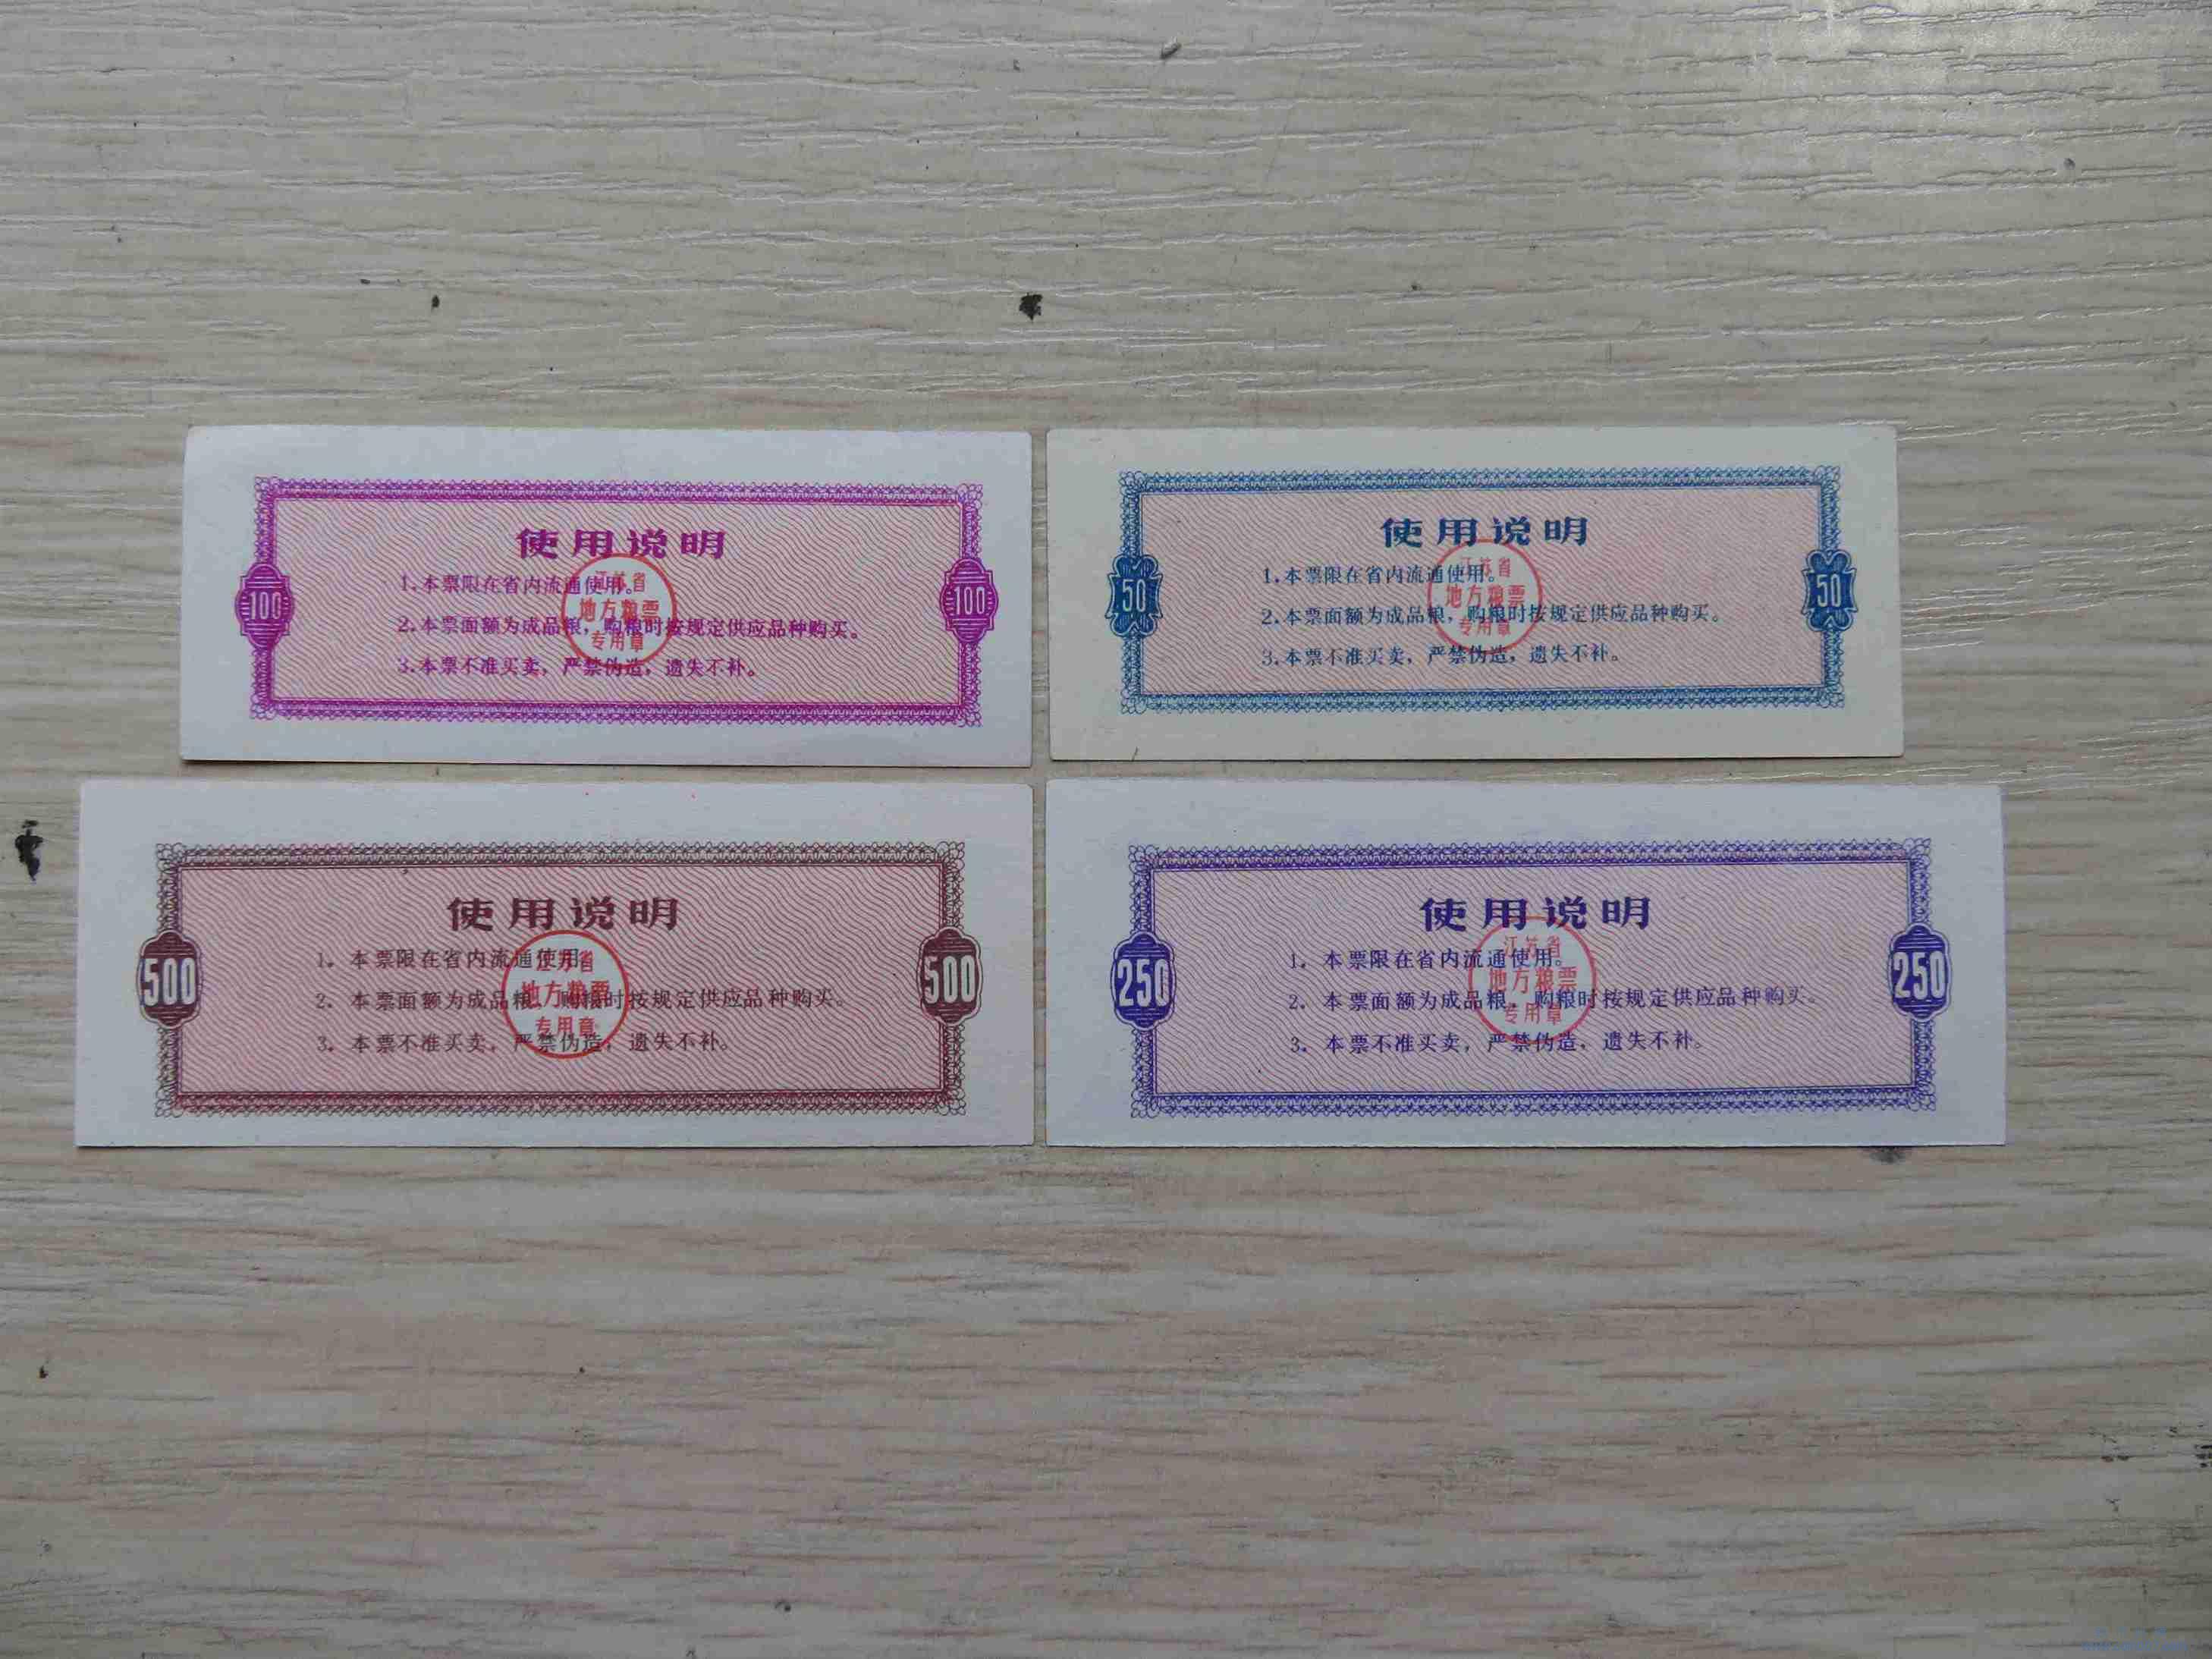 使用说明
1.本票限在省内流通使用。
2.本票面额为成品粮，购粮时按规定供应品种购买。
3.本票不准买卖，严禁伪造，遗失不补。
100
100
江苏省
地方粮票
专用章
使用说明
1.本票限在省内流通使用。
2.本票面额为成品粮，购粮时按规定供应品种购买。
3.本票不准买卖，严禁伪造，遗失不补。
50
50
江苏省
地方粮票
专用章
使用说明
1. 本票限在省内流通使用。
2. 本票面额为成品粮，购粮时按规定供应品种购买。
3. 本票不准买卖，严禁伪造，遗失不补。
500
500
江苏省
地方粮票
专用章
使用说明
1. 本票限在省内流通使用。
2. 本票面额为成品粮，购粮时按规定供应品种购买。
3. 本票不准买卖，严禁伪造，遗失不补。
250
250
江苏省
地方粮票
专用章